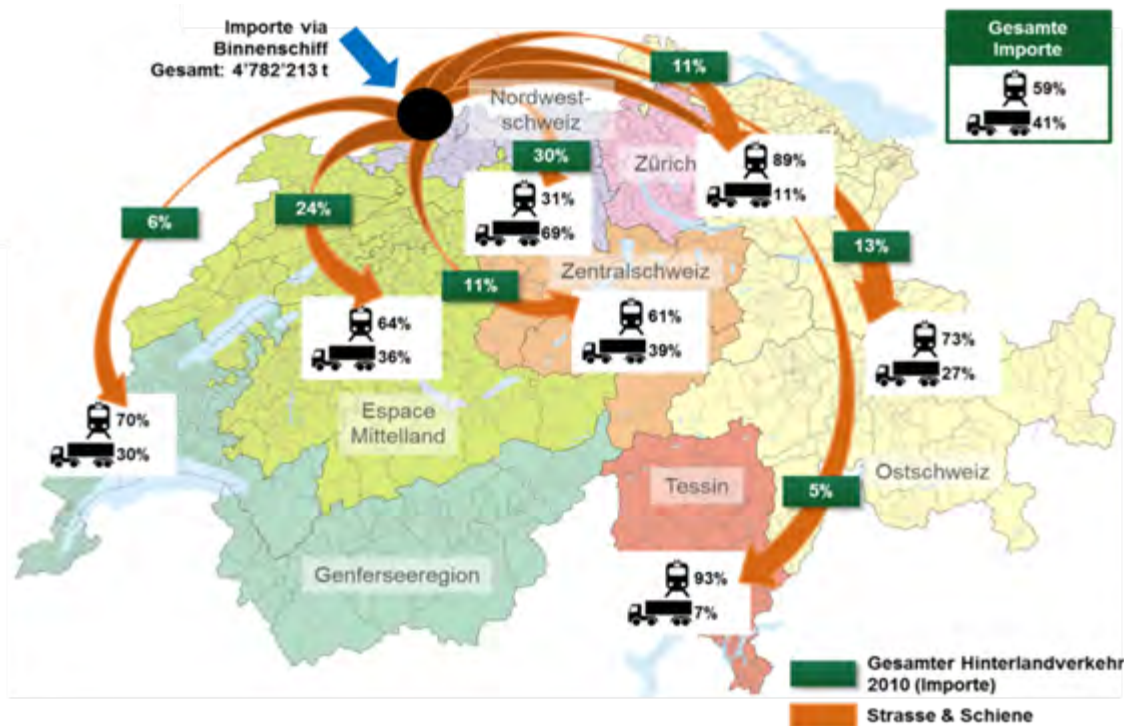 Importe via
Binnenschiff
Gesamt: 4'782'213 t
Gesamte
Importe
59%
41%
11%
Nordwest-
schweiz
30%
31%
69%
Zürich
89%
11%
6%
24%
11%
13%
Zentralschweiz
64%
36%
61%
39%
73%
27%
70%
30%
Espace
Mittelland
Tessin
5%
Ostschweiz
Genferseeregion
93%
7%
Gesamter Hinterlandverkehr
2010 (Importe)
Strasse & Schiene